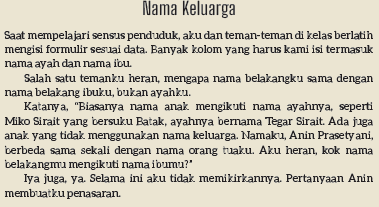 Nama Keluarga
Saat mempelajari sensus penduduk, aku dan teman-teman di kelas berlatih
mengisi formulir sesuai data. Banyak kolom yang harus kami isi termasuk
nama ayah dan nama ibu.
Salah satu temanku heran, mengapa nama belakangku sama dengan
nama belakang ibuku, bukan ayahku.
Katanya, "Biasanya nama anak mengikuti nama ayahnya, seperti
Miko Sirait yang bersuku Batak, ayahnya bernama Tegar Sirait. Ada juga
anak yang tidak menggunakan nama keluarga. Namaku, Anin Prasetyani,
berbeda sama sekali dengan nama orang tuaku. Aku heran, kok nama
belakangmu mengikuti nama ibumu?"
Iya juga, ya. Selama ini aku tidak memikirkannya. Pertanyaan Anin
membuatku penasaran.